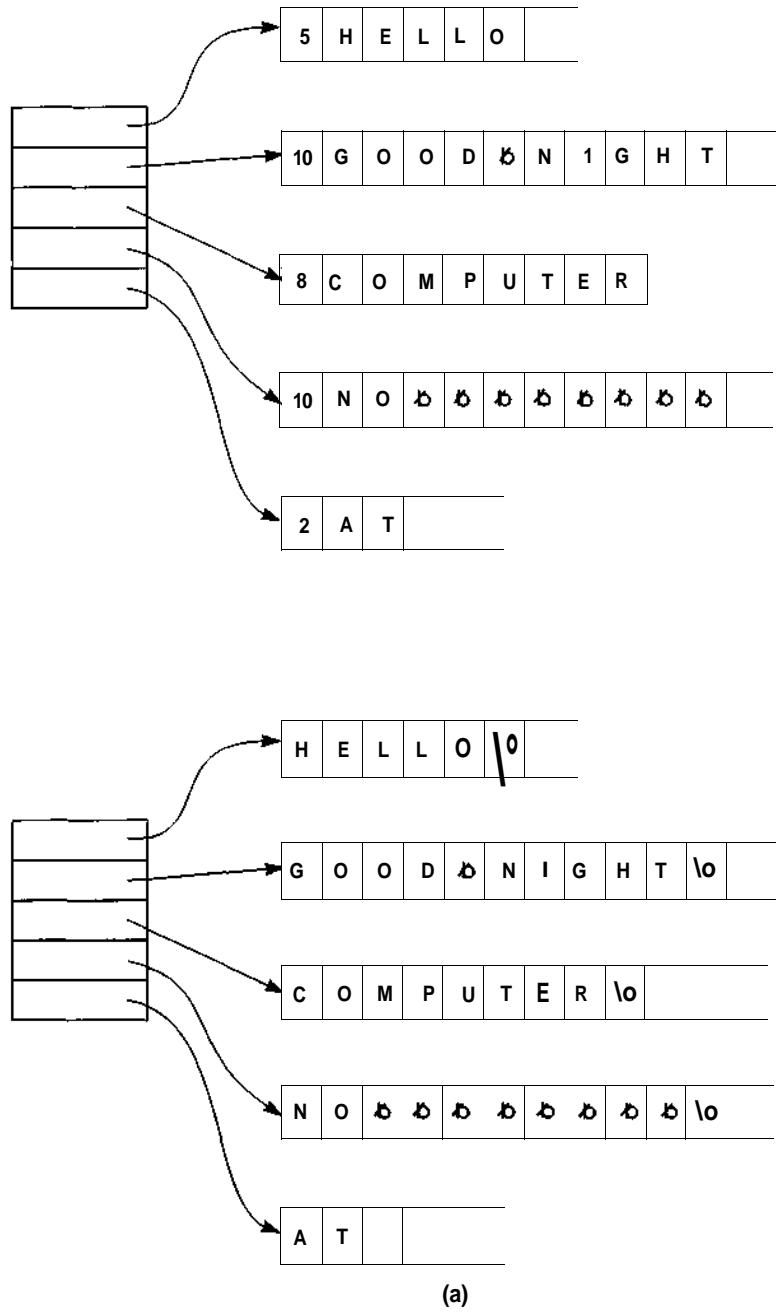 5 H E L L O
10 G O O D ƀ N 1 G H T
8 C O M P U T E R
10 N O ƀ ƀ ƀ ƀ ƀ ƀ ƀ ƀ
2 A T
H E L L O \0
G O O D ƀ N I G H T \o
C O M P U T E R \o
N O ƀ ƀ ƀ ƀ ƀ ƀ ƀ ƀ \o
A T
(a)